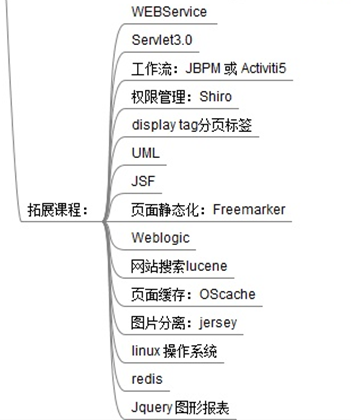 WEBService
Servlet3.0
工作流：JBPM 或 Activiti5
权限管理：Shiro
display tag分页标签
UML
JSF
拓展课程：
页面静态化：Freemarker
Weblogic
网站搜索lucene
页面缓存：OScache
图片分离：jersey
linux 操作系统
redis
Jquery 图形报表